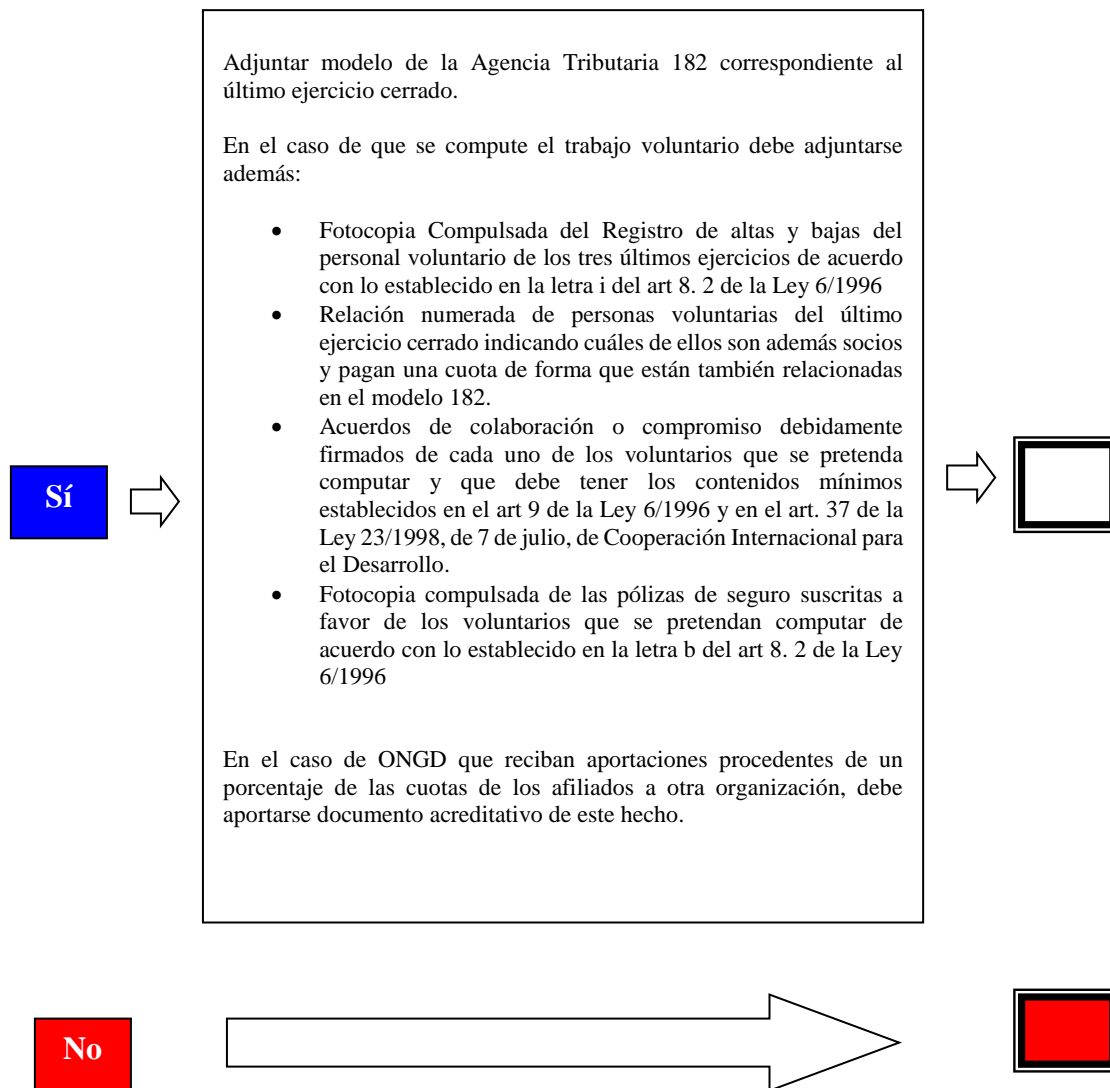 Adjuntar modelo de la Agencia Tributaria 182 correspondiente al
último ejercicio cerrado.
En el caso de que se compute el trabajo voluntario debe adjuntarse
además:
• Fotocopia Compulsada del Registro de altas y bajas del
personal voluntario de los tres últimos ejercicios de acuerdo
con lo establecido en la letra i del art 8. 2 de la Ley 6/1996
• Relación numerada de personas voluntarias del último
ejercicio cerrado indicando cuáles de ellos son además socios
y pagan una cuota de forma que están también relacionadas
en el modelo 182.
• Acuerdos de colaboración o compromiso debidamente
firmados de cada uno de los voluntarios que se pretenda
computar y que debe tener los contenidos mínimos
establecidos en el art 9 de la Ley 6/1996 y en el art. 37 de la
Ley 23/1998, de 7 de julio, de Cooperación Internacional para
el Desarrollo.
• Fotocopia compulsada de las pólizas de seguro suscritas a
favor de los voluntarios que se pretendan computar de
acuerdo con lo establecido en la letra b del art 8. 2 de la Ley
6/1996
En el caso de ONGD que reciban aportaciones procedentes de un
porcentaje de las cuotas de los afiliados a otra organización, debe
aportarse documento acreditativo de este hecho.
Sí
No